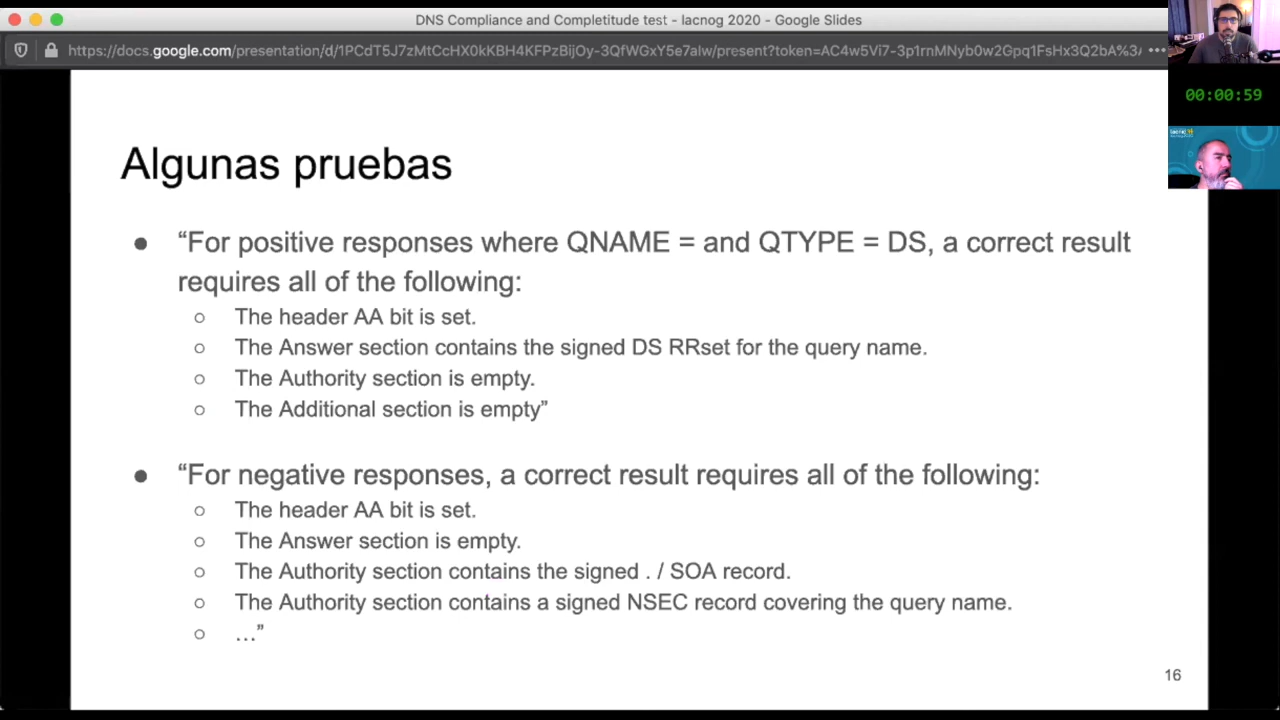 DNS Compliance and Completitude test - lacnog 2020 - Google Slides
https://docs.google.com/presentation/d/1PCdT5J7zMtCcHX0kKBH4KFPzBijOy-3QfWGxY5e7aIw/present?token=AC4w5Vi7-3p1rnMNyb0w2Gpq1FsHx3Q2bA%3A
00:00:59
Algunas pruebas
● “For positive responses where QNAME = and QTYPE = DS, a correct result
requires all of the following:
○ The header AA bit is set.
○ The Answer section contains the signed DS RRset for the query name.
○ The Authority section is empty.
○ The Additional section is empty”
● “For negative responses, a correct result requires all of the following:
○ The header AA bit is set.
○ The Answer section is empty.
○ The Authority section contains the signed . / SOA record.
○ The Authority section contains a signed NSEC record covering the query name.
○ …”
16